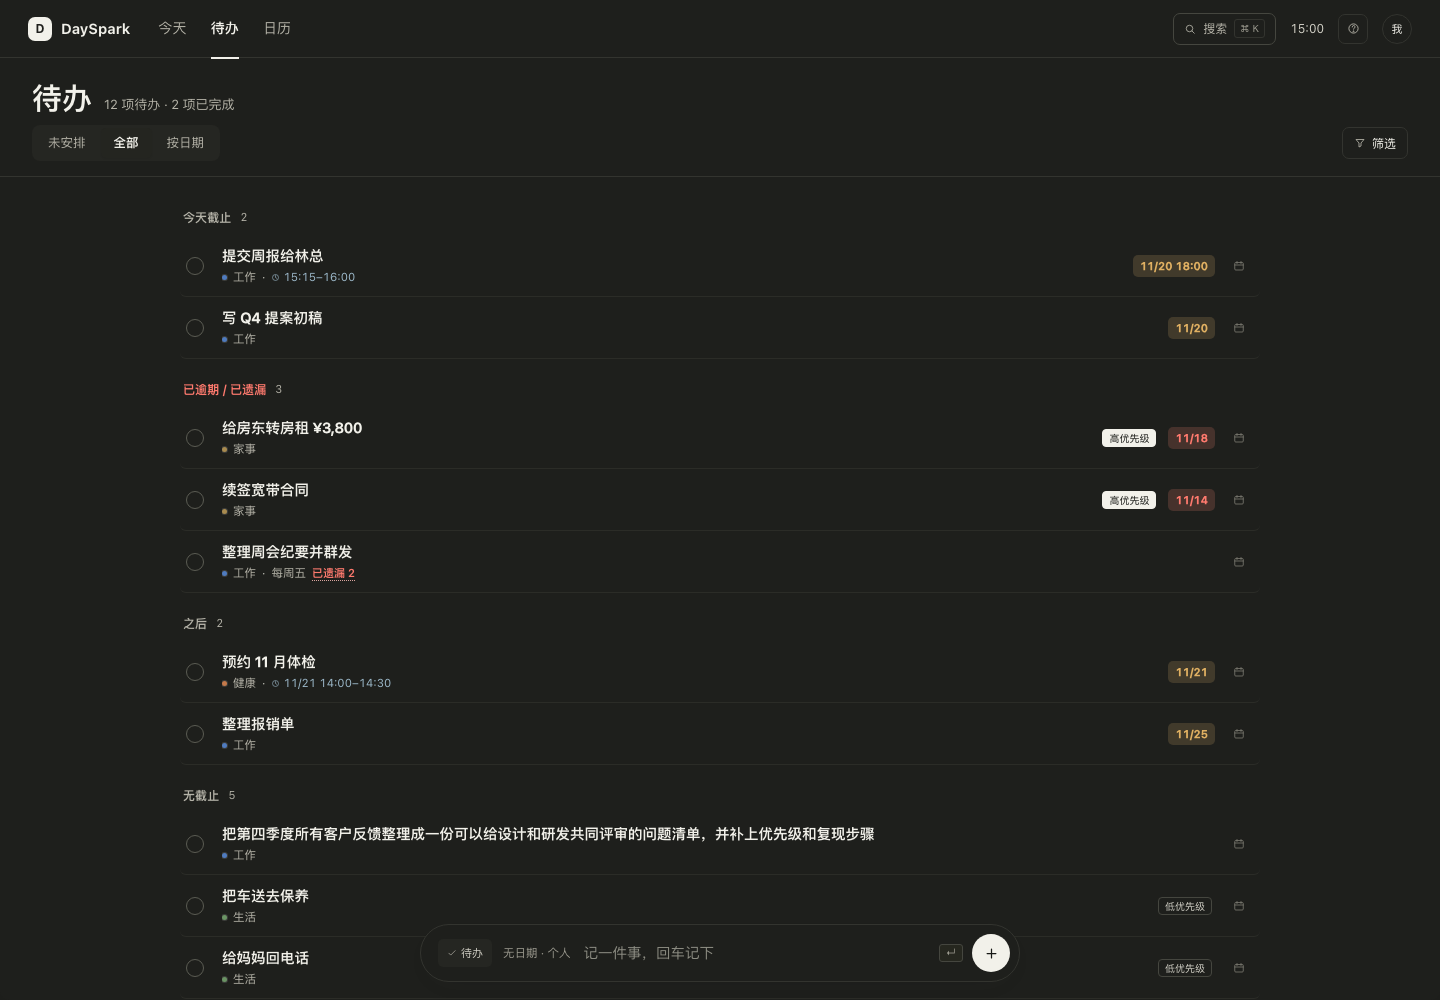 D DaySpark 今天 待办 日历 搜索 ⌘ K 15:00 我
待办 12 项待办 · 2 项已完成
未安排 全部 按日期 筛选
今天截止 2
提交周报给林总 11/20 18:00
工作 · 15:15–16:00
写 Q4 提案初稿 11/20
工作
已逾期 / 已遗漏 3
给房东转房租 ¥3,800 高优先级 11/18
家事
续签宽带合同 高优先级 11/14
家事
整理周会纪要并群发
工作 · 每周五 已遗漏 2
之后 2
预约 11 月体检 11/21
健康 · 11/21 14:00–14:30
整理报销单 11/25
工作
无截止 5
把第四季度所有客户反馈整理成一份可以给设计和研发共同评审的问题清单，并补上优先级和复现步骤
工作
把车送去保养 低优先级
生活
给妈妈回电话 低优先级
生活
待办 无日期 · 个人 记一件事，回车记下